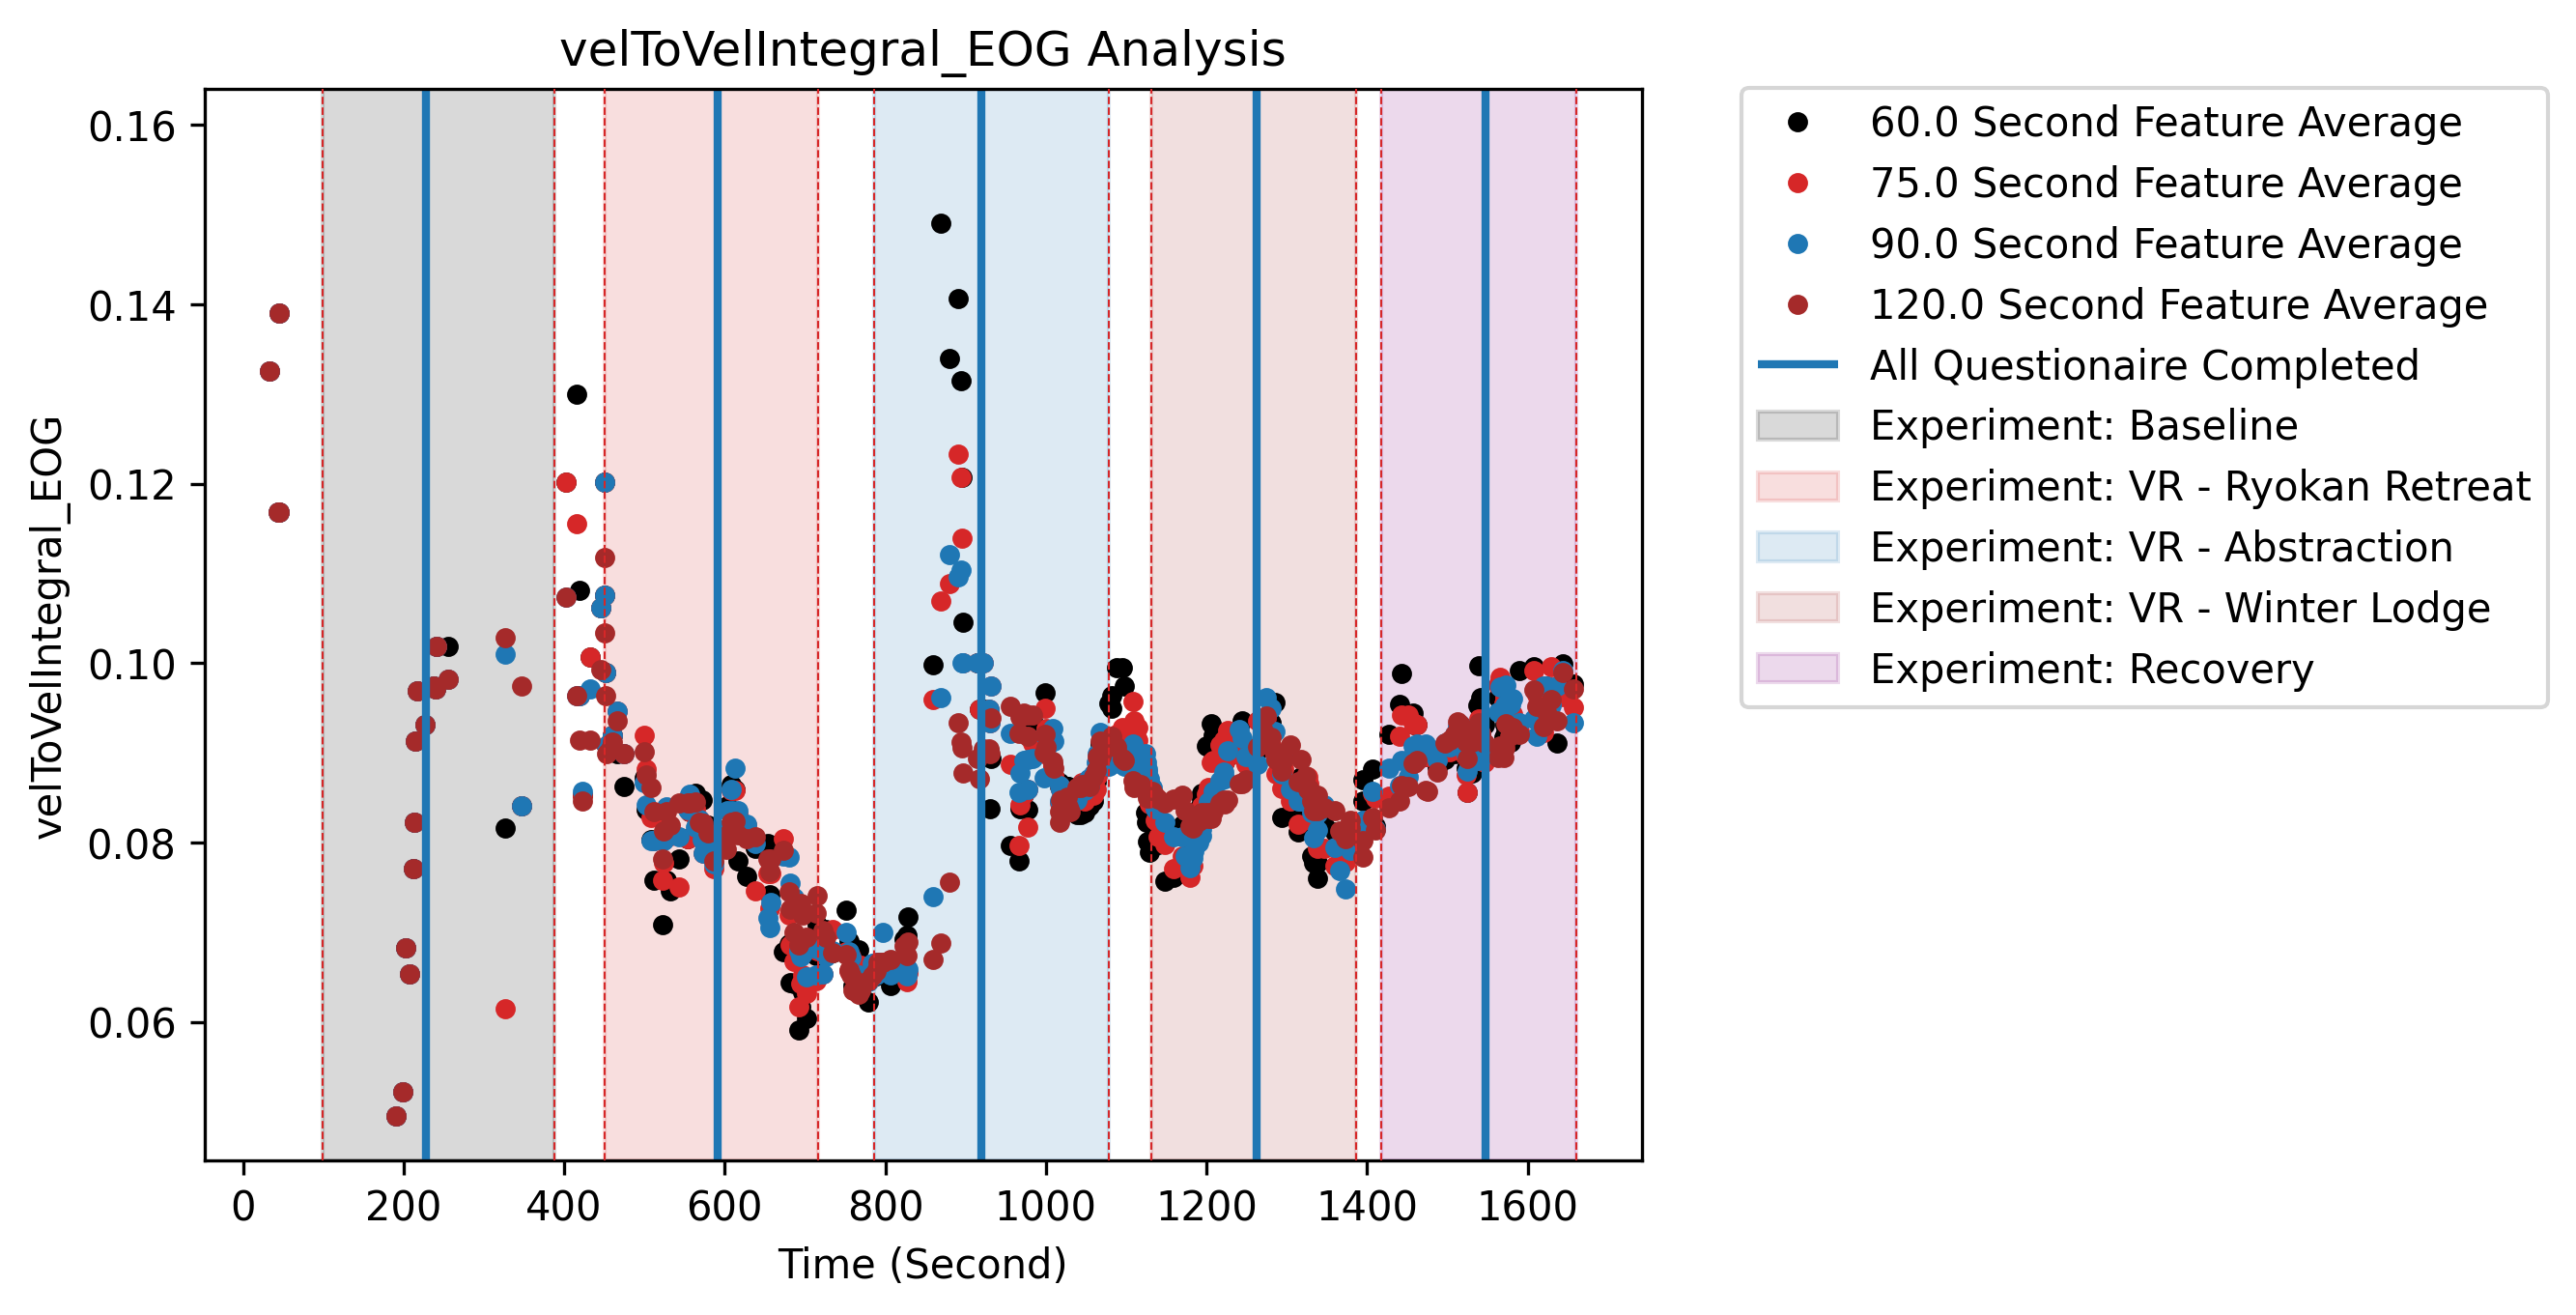 velToVelIntegral_EOG Analysis
velToVelIntegral_EOG
0.16
0.14
0.12
0.10
0.08
0.06
0 200 400 600 800 1000 1200 1400 1600
Time (Second)
60.0 Second Feature Average
75.0 Second Feature Average
90.0 Second Feature Average
120.0 Second Feature Average
All Questionaire Completed
Experiment: Baseline
Experiment: VR - Ryokan Retreat
Experiment: VR - Abstraction
Experiment: VR - Winter Lodge
Experiment: Recovery